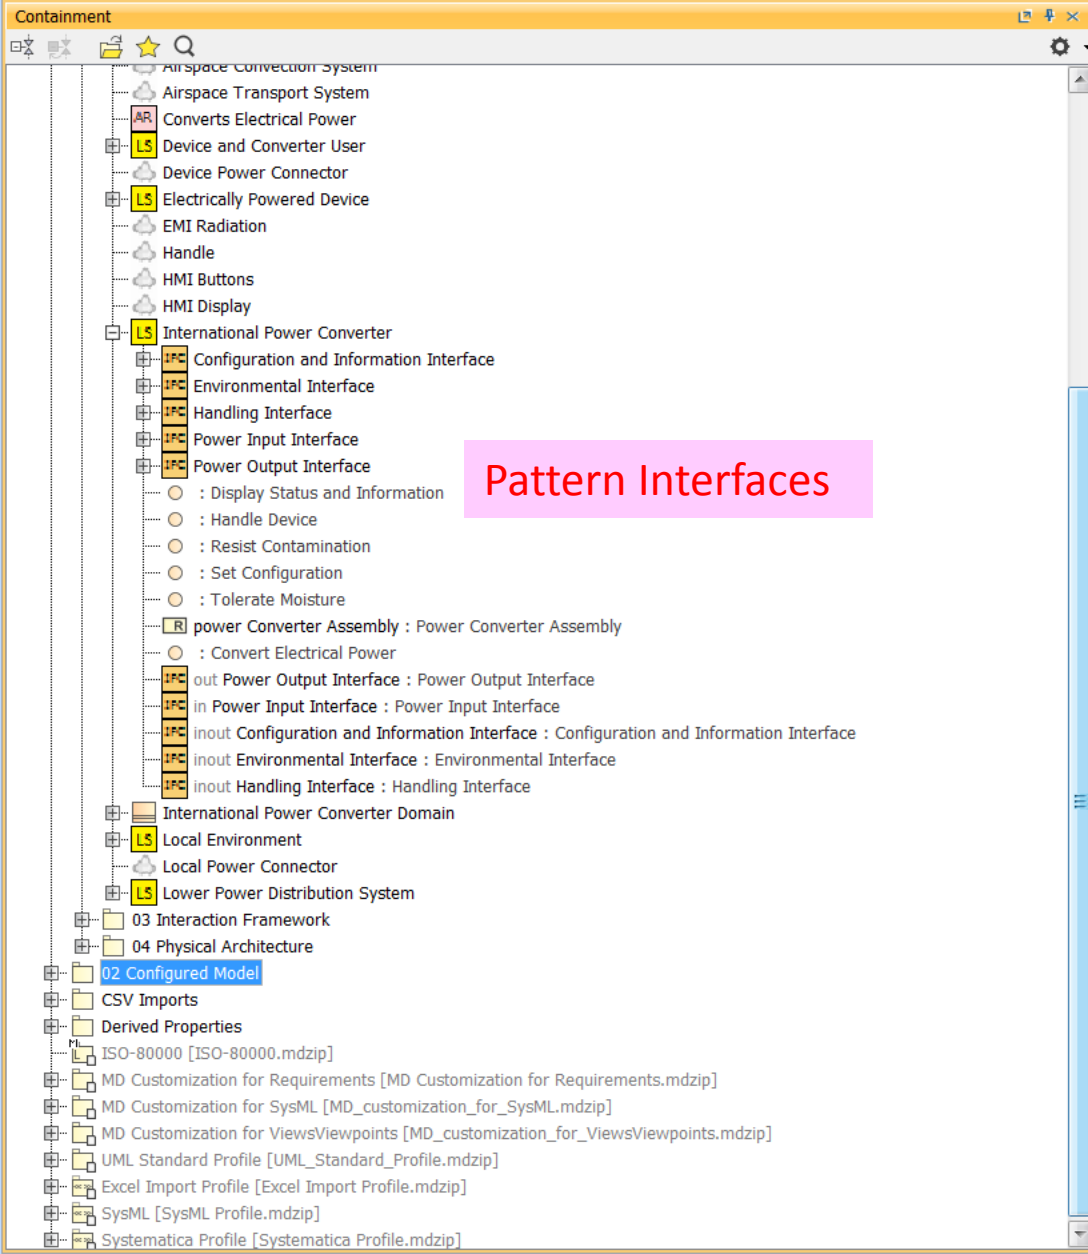 Containment
Airspace Convection System
Airspace Transport System
AR Converts Electrical Power
LS Device and Converter User
Device Power Connector
LS Electrically Powered Device
EMI Radiation
Handle
HMI Buttons
HMI Display
LS International Power Converter
IFC Configuration and Information Interface
IFC Environmental Interface
IFC Handling Interface
IFC Power Input Interface
IFC Power Output Interface
Pattern Interfaces
: Display Status and Information
: Handle Device
: Resist Contamination
: Set Configuration
: Tolerate Moisture
R power Converter Assembly : Power Converter Assembly
: Convert Electrical Power
IFC out Power Output Interface : Power Output Interface
IFC in Power Input Interface : Power Input Interface
IFC inout Configuration and Information Interface : Configuration and Information Interface
IFC inout Environmental Interface : Environmental Interface
IFC inout Handling Interface : Handling Interface
International Power Converter Domain
LS Local Environment
Local Power Connector
LS Lower Power Distribution System
03 Interaction Framework
04 Physical Architecture
02 Configured Model
CSV Imports
Derived Properties
ISO-80000 [ISO-80000.mdzip]
MD Customization for Requirements [MD Customization for Requirements.mdzip]
MD Customization for SysML [MD_customization_for_SysML.mdzip]
MD Customization for ViewsViewpoints [MD_customization_for_ViewsViewpoints.mdzip]
UML Standard Profile [UML_Standard_Profile.mdzip]
Excel Import Profile [Excel Import Profile.mdzip]
SysML [SysML Profile.mdzip]
Systematica Profile [Systematica Profile.mdzip]